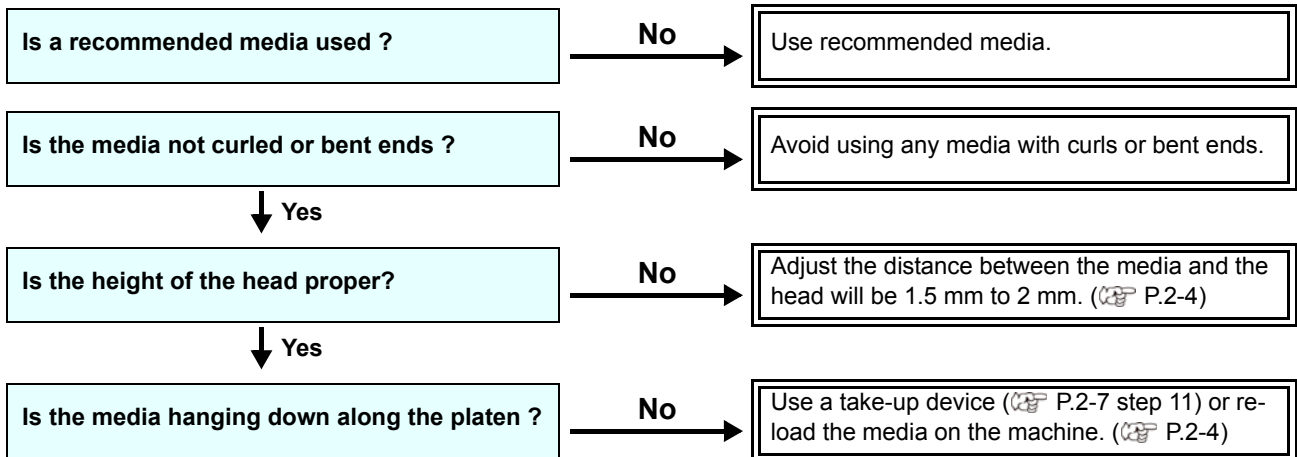 Is a recommended media used ?
No
Use recommended media.
Is the media not curled or bent ends ?
No
Avoid using any media with curls or bent ends.
Yes
Is the height of the head proper?
No
Adjust the distance between the media and the
head will be 1.5 mm to 2 mm. (☞ P.2-4)
Yes
Is the media hanging down along the platen ?
No
Use a take-up device (☞ P.2-7 step 11) or re-
load the media on the machine. (☞ P.2-4)